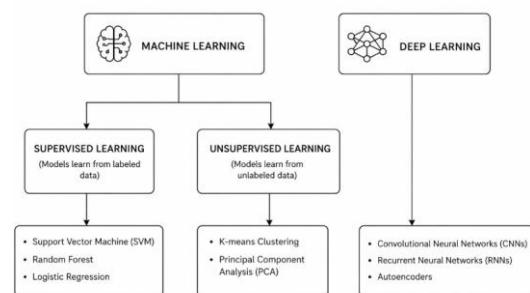 MACHINE LEARNING
DEEP LEARNING
SUPERVISED LEARNING
(Models learn from labeled
data)
UNSUPERVISED LEARNING
(Models learn from
unlabeled data)
• Support Vector Machine (SVM)
• Random Forest
• Logistic Regression
• K-means Clustering
• Principal Component
Analysis (PCA)
• Convolutional Neural Networks (CNNs)
• Recurrent Neural Networks (RNNs)
• Autoencoders